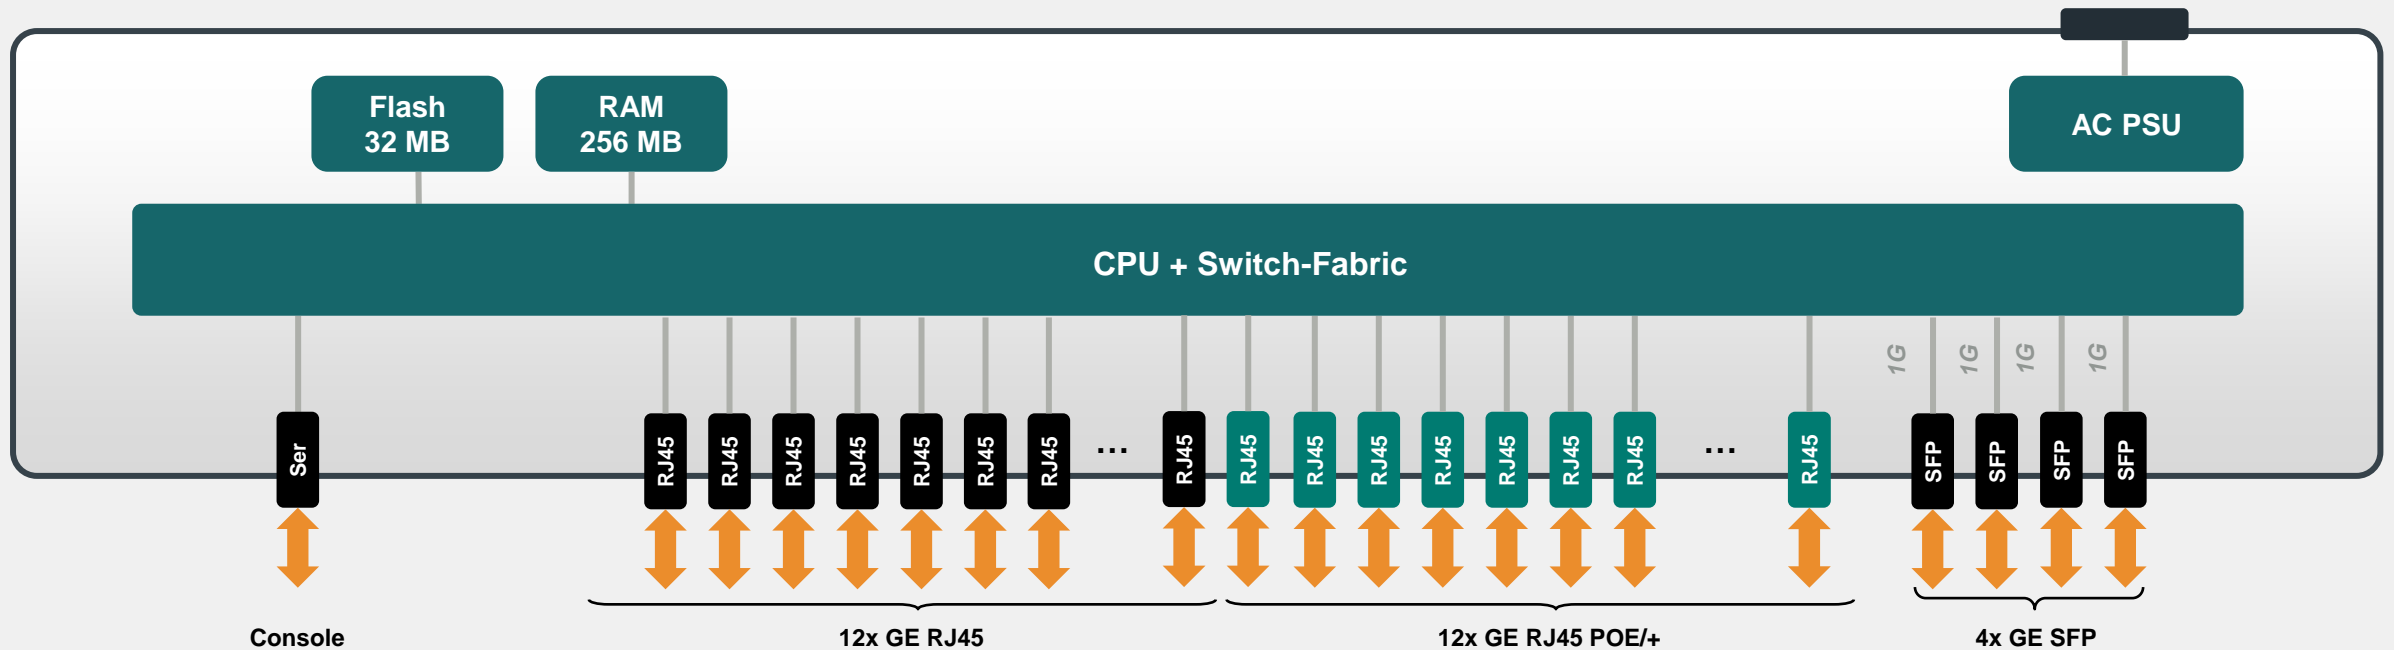 Flash
32 MB
RAM
256 MB
AC PSU
CPU + Switch-Fabric
1G
1G
1G
1G
Ser
RJ45
RJ45
RJ45
RJ45
RJ45
RJ45
RJ45
...
RJ45
RJ45
RJ45
RJ45
RJ45
RJ45
RJ45
RJ45
...
RJ45
SFP
SFP
SFP
SFP
Console
12x GE RJ45
12x GE RJ45 POE/+
4x GE SFP